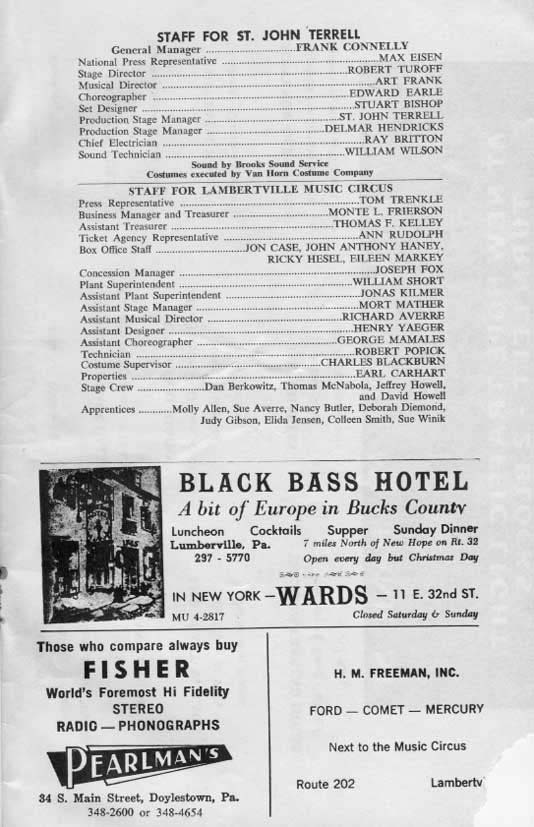 STAFF FOR ST. JOHN TERRELL
General Manager ..........................FRANK CONNELLY
National Press Representative .............................................MAX EISEN
Stage Director .......................................................ROBERT TUROFF
Musical Director ............................................................ART FRANK
Choreographer .......................................................EDWARD EARLE
Set Designer .........................................................STUART BISHOP
Production Stage Manager ......................................ST. JOHN TERRELL
Production Stage Manager ..................................DELMAR HENDRICKS
Chief Electrician .........................................................RAY BRITTON
Sound Technician ...................................................WILLIAM WILSON
Sound by Brooks Sound Service
Costumes executed by Van Horn Costume Company
STAFF FOR LAMBERTVILLE MUSIC CIRCUS
Press Representative ...................................................TOM TRENKLE
Business Manager and Treasurer ...........................MONTE L. FRIERSON
Assistant Treasurer ..............................................THOMAS F. KELLEY
Ticket Agency Representative .......................................ANN RUDOLPH
Box Office Staff .........................JON CASE, JOHN ANTHONY HANEY,
RICKY HESEL, EILEEN MARKEY
Concession Manager ........................................................JOSEPH FOX
Plant Superintendent ...............................................WILLIAM SHORT
Assistant Plant Superintendent .......................................JONAS KILMER
Assistant Stage Manager ...............................................MORT MATHER
Assistant Musical Director .......................................RICHARD AVERRE
Assistant Designer ..................................................HENRY YAEGER
Assistant Choreographer .........................................GEORGE MAMALES
Technician ..............................................................ROBERT POPICK
Costume Supervisor .........................................CHARLES BLACKBURN
Properties ...............................................................EARL CARHART
Stage Crew ....................Dan Berkowitz, Thomas McNabola, Jeffrey Howell,
and David Howell
Apprentices ............Molly Allen, Sue Averre, Nancy Butler, Deborah Diemond,
Judy Gibson, Elida Jensen, Colleen Smith, Sue Winik
BLACK BASS HOTEL
A bit of Europe in Bucks County
Luncheon Cocktails Supper Sunday Dinner
Lumberville, Pa. 7 miles North of New Hope on Rt. 32
297 - 5770 Open every day but Christmas Day
IN NEW YORK — WARDS — 11 E. 32nd ST.
MU 4-2817 Closed Saturday & Sunday
Those who compare always buy
FISHER
World's Foremost Hi Fidelity
STEREO
RADIO — PHONOGRAPHS
PEARLMAN'S
34 S. Main Street, Doylestown, Pa.
348-2600 or 348-4654
H. M. FREEMAN, INC.
FORD — COMET — MERCURY
Next to the Music Circus
Route 202 Lambertv